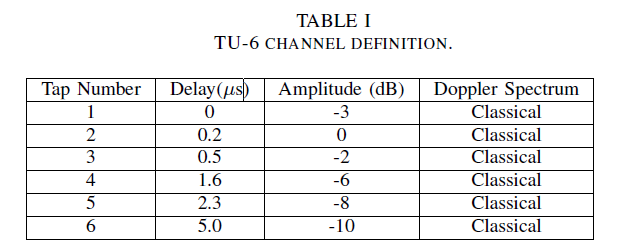 TABLE I
TU-6 CHANNEL DEFINITION.
Tap Number Delay(μs) Amplitude (dB) Doppler Spectrum
1 0 -3 Classical
2 0.2 0 Classical
3 0.5 -2 Classical
4 1.6 -6 Classical
5 2.3 -8 Classical
6 5.0 -10 Classical